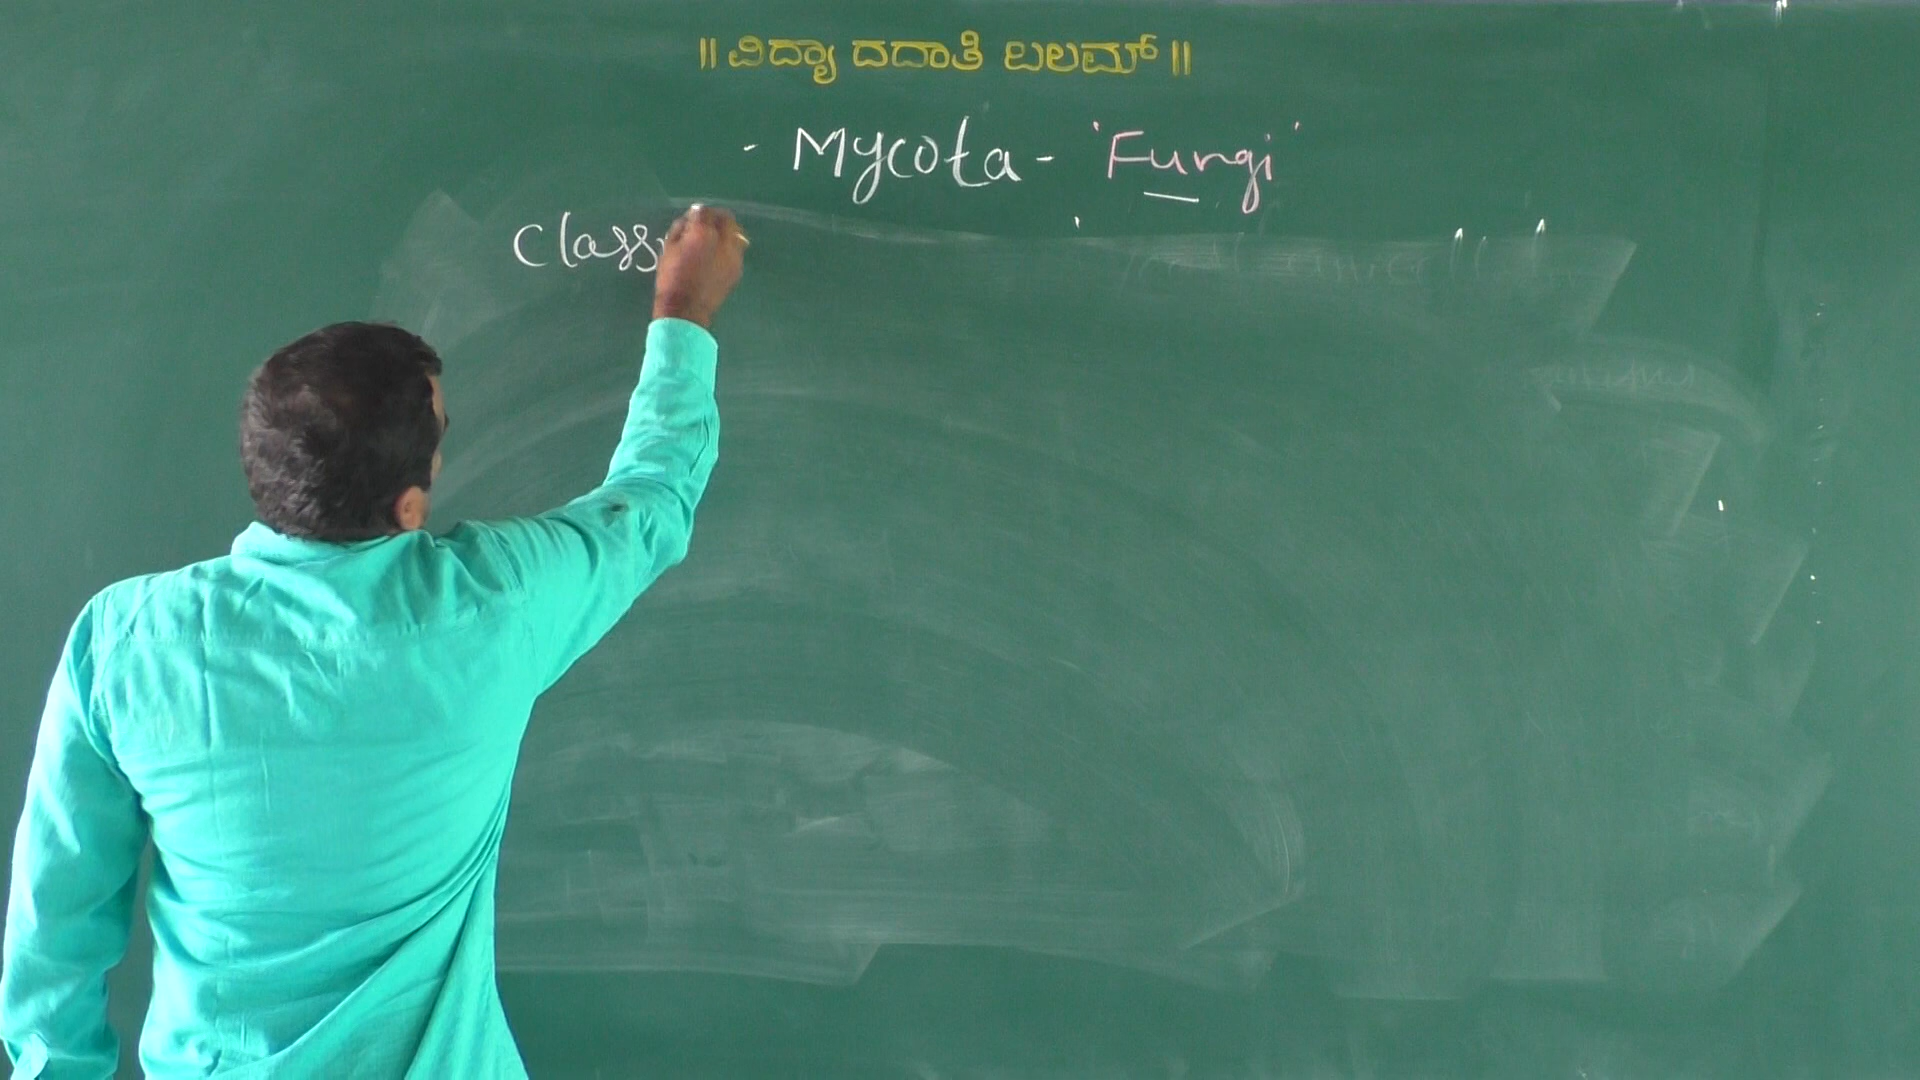 ॥ ವಿದ್ಯಾ ದದಾತಿ ಬಲಮ್ ॥
- Mycota - 'Fungi'
Class